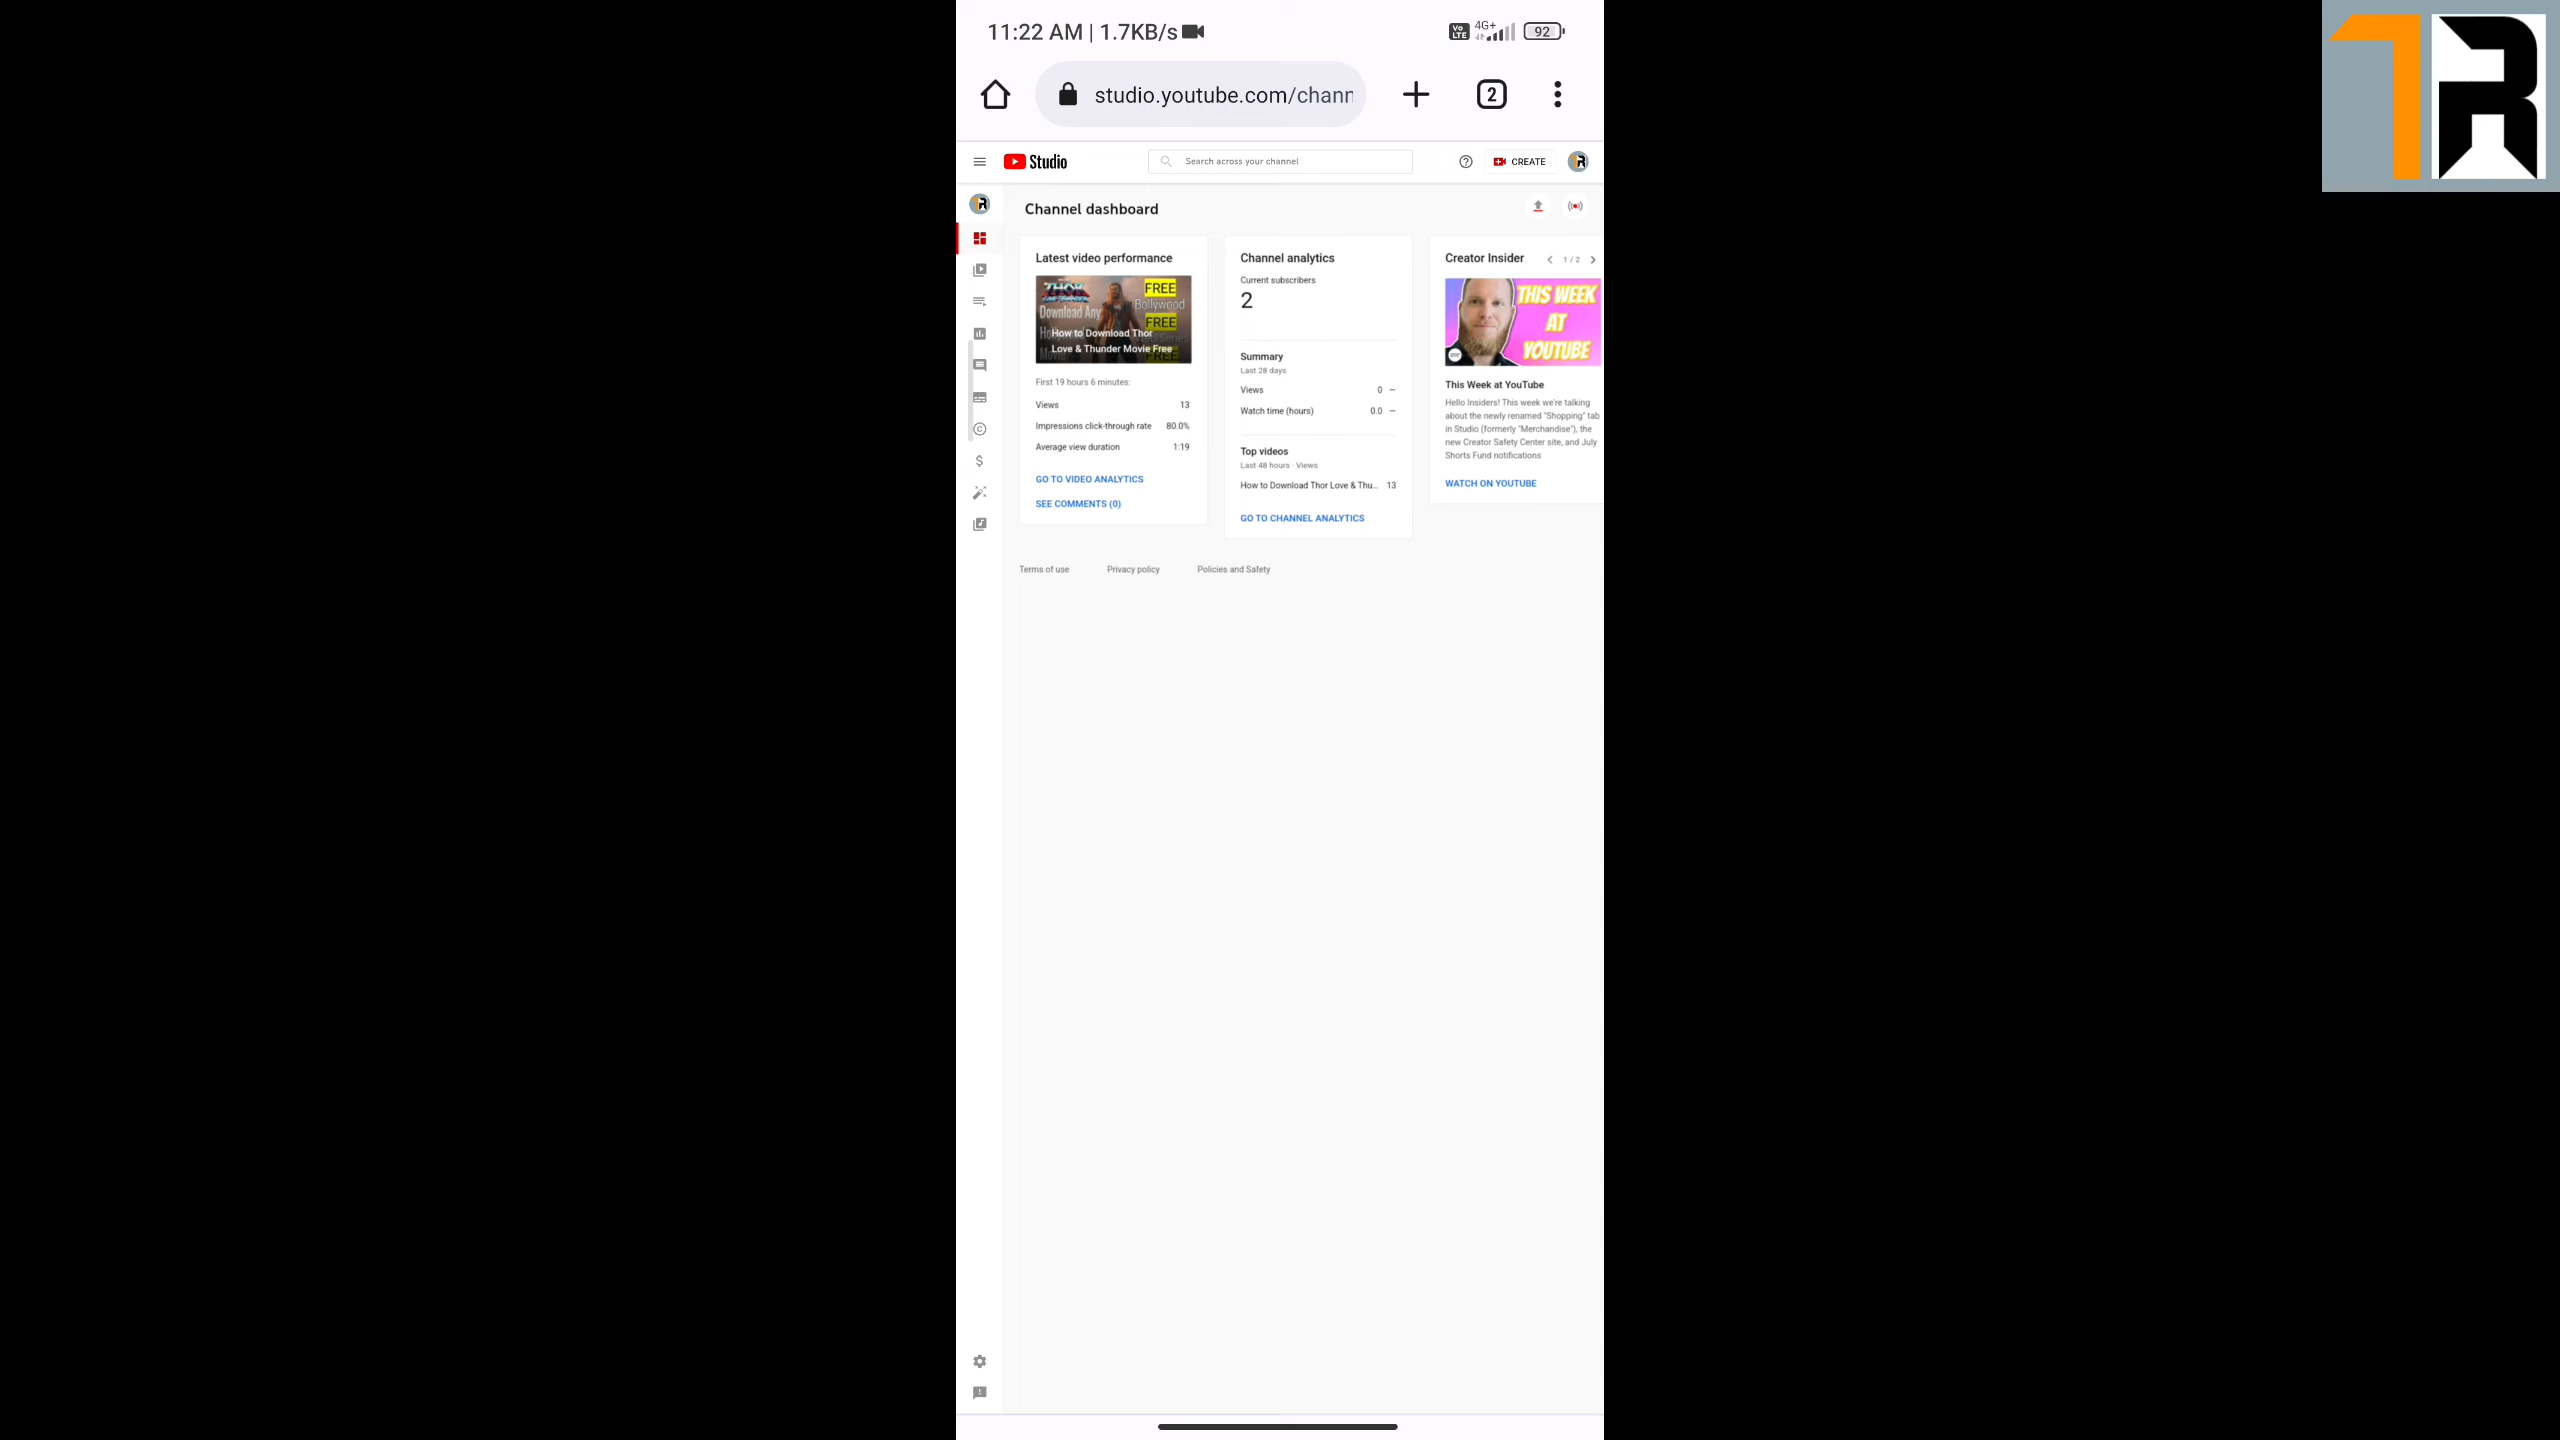 11:22 AM | 1.7KB/s
Vo LTE 4G+ 92
studio.youtube.com/chann
2
Studio
Search across your channel
CREATE
Channel dashboard
Latest video performance
THOR
Download Any
FREE
Bollywood
FREE
How to Download Thor
Love & Thunder Movie Free
First 19 hours 6 minutes:
Views 13
Impressions click-through rate 80.0%
Average view duration 1:19
GO TO VIDEO ANALYTICS
SEE COMMENTS (0)
Channel analytics
Current subscribers
2
Summary
Last 28 days
Views 0 —
Watch time (hours) 0.0 —
Top videos
Last 48 hours · Views
How to Download Thor Love & Thu... 13
GO TO CHANNEL ANALYTICS
Creator Insider 1 / 2
THIS WEEK
AT
YOUTUBE
This Week at YouTube
Hello Insiders! This week we're talking
about the newly renamed "Shopping" tab
in Studio (formerly "Merchandise"), the
new Creator Safety Center site, and July
Shorts Fund notifications
WATCH ON YOUTUBE
Terms of use Privacy policy Policies and Safety